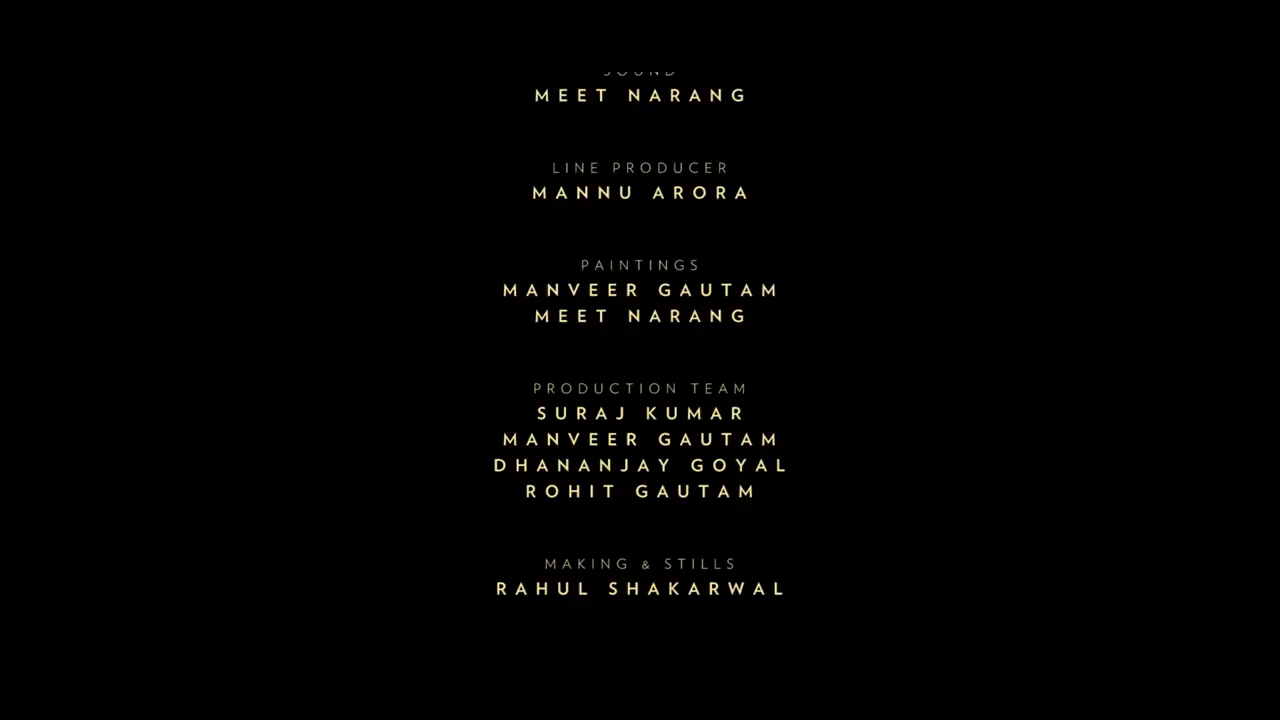 SOUND
MEET NARANG
LINE PRODUCER
MANNU ARORA
PAINTINGS
MANVEER GAUTAM
MEET NARANG
PRODUCTION TEAM
SURAJ KUMAR
MANVEER GAUTAM
DHANANJAY GOYAL
ROHIT GAUTAM
MAKING & STILLS
RAHUL SHAKARWAL